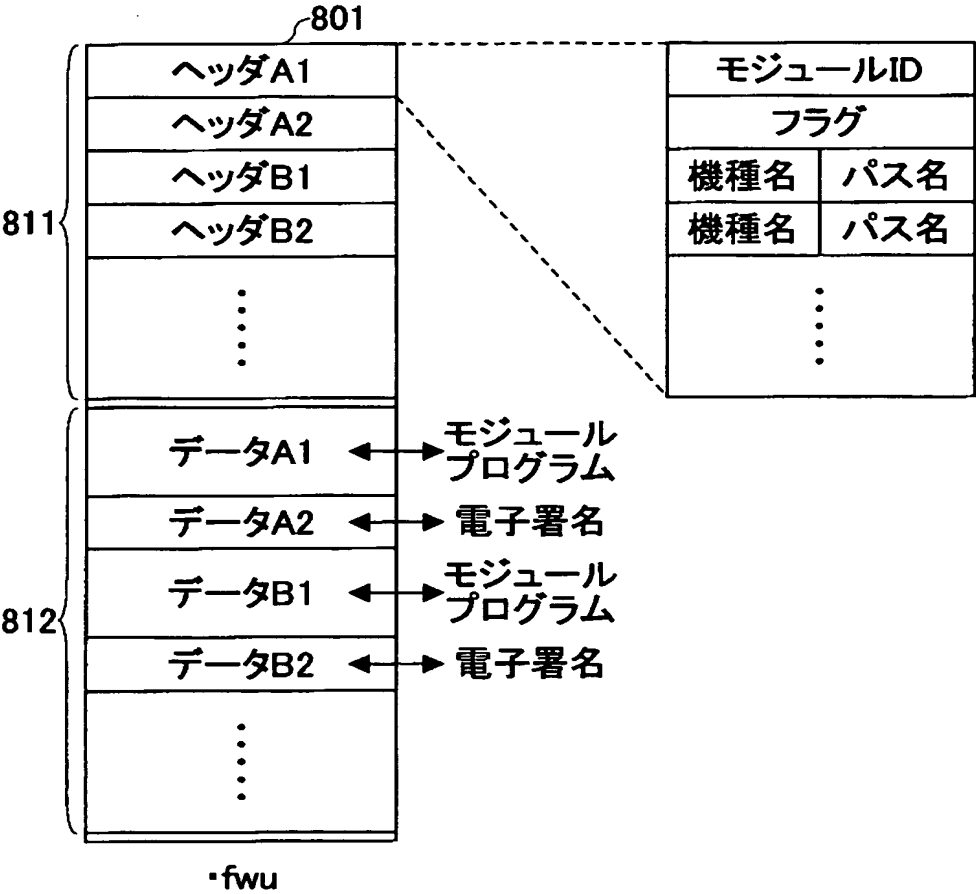 801
ヘッダA1
ヘッダA2
ヘッダB1
ヘッダB2
811
モジュールID
フラグ
機種名 パス名
機種名 パス名
データA1
モジュール
プログラム
データA2
電子署名
データB1
モジュール
プログラム
812
データB2
電子署名
・fwu